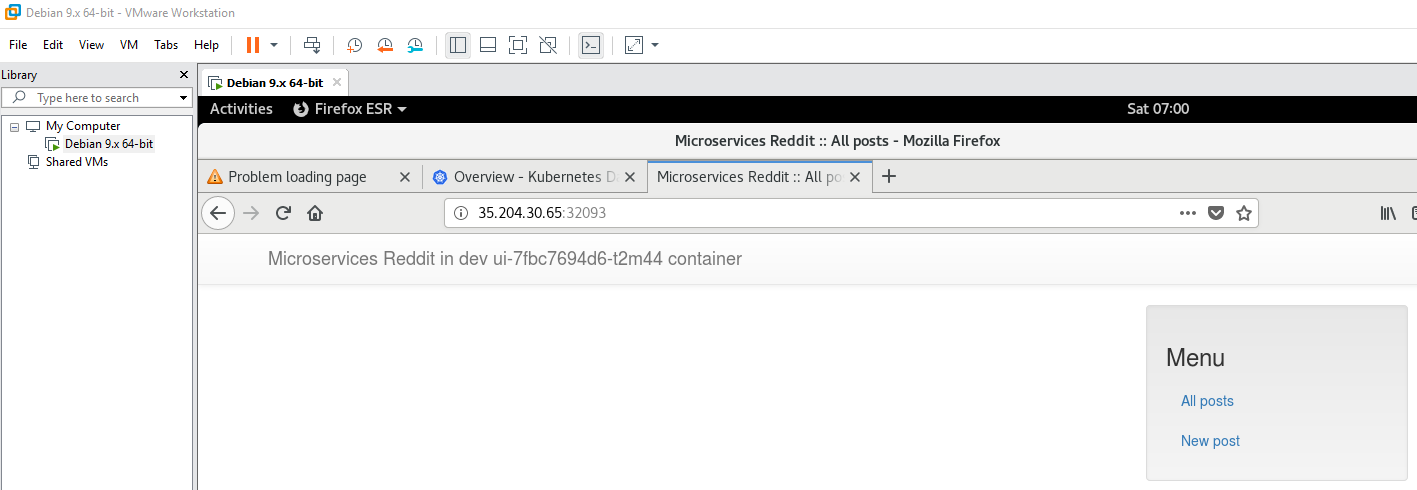 Debian 9.x 64-bit - VMware Workstation
File Edit View VM Tabs Help
Library
Type here to search
My Computer
Debian 9.x 64-bit
Shared VMs
Debian 9.x 64-bit
Activities Firefox ESR Sat 07:00
Microservices Reddit :: All posts - Mozilla Firefox
Problem loading page Overview - Kubernetes D Microservices Reddit :: All po
35.204.30.65:32093
Microservices Reddit in dev ui-7fbc7694d6-t2m44 container
Menu
All posts
New post